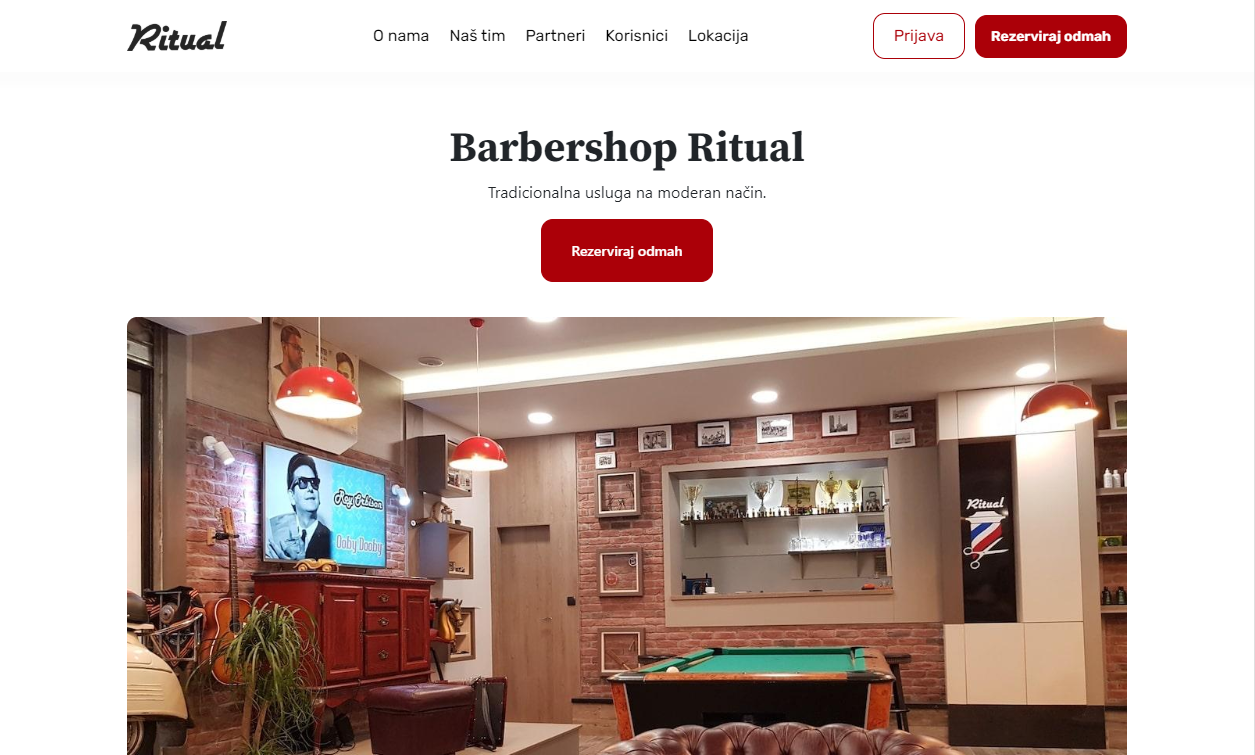 Ritual
O nama Naš tim Partneri Korisnici Lokacija
Prijava
Rezerviraj odmah
Barbershop Ritual
Tradicionalna usluga na moderan način.
Rezerviraj odmah
Roy Orbison
Ooby Dooby
Ritual